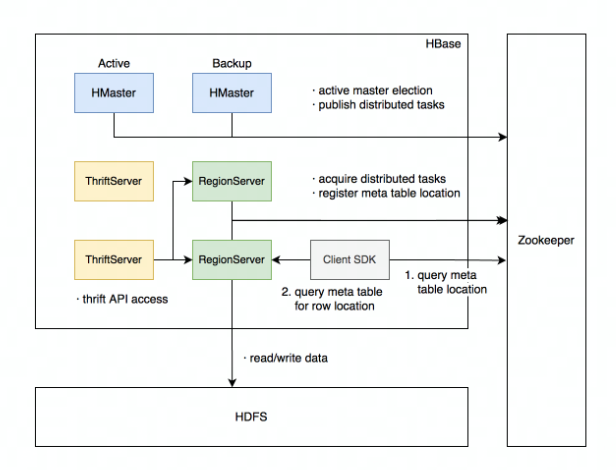 HBase
Active
Backup
HMaster
HMaster
· active master election
· publish distributed tasks
ThriftServer
RegionServer
· acquire distributed tasks
· register meta table location
Zookeeper
ThriftServer
RegionServer
Client SDK
1. query meta
table location
2. query meta table
for row location
· thrift API access
· read/write data
HDFS